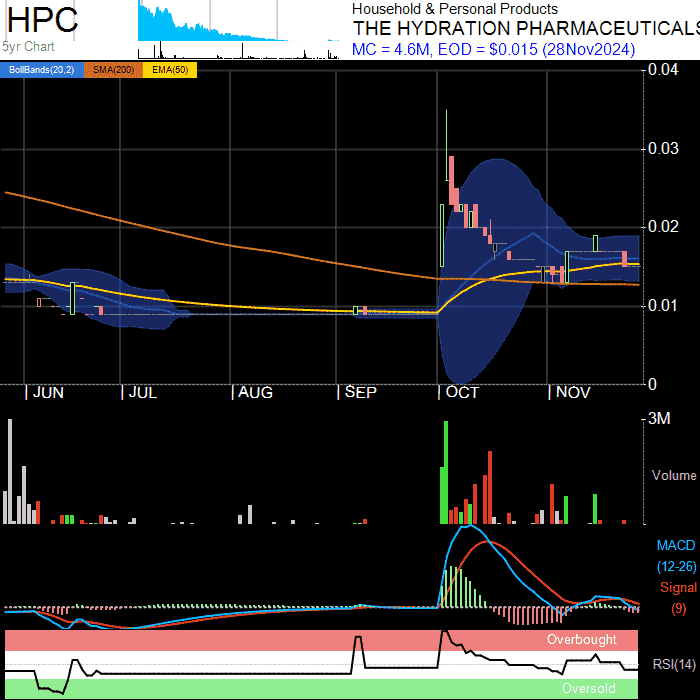 HPC
5yr Chart
Household & Personal Products
THE HYDRATION PHARMACEUTICALS
MC = 4.6M, EOD = $0.015 (28Nov2024)
BollBands(20,2) SMA(200) EMA(50)
0.04
0.03
0.02
0.01
0
JUN JUL AUG SEP OCT NOV
3M
Volume
MACD
(12-26)
Signal
(9)
Overbought
RSI(14)
Oversold